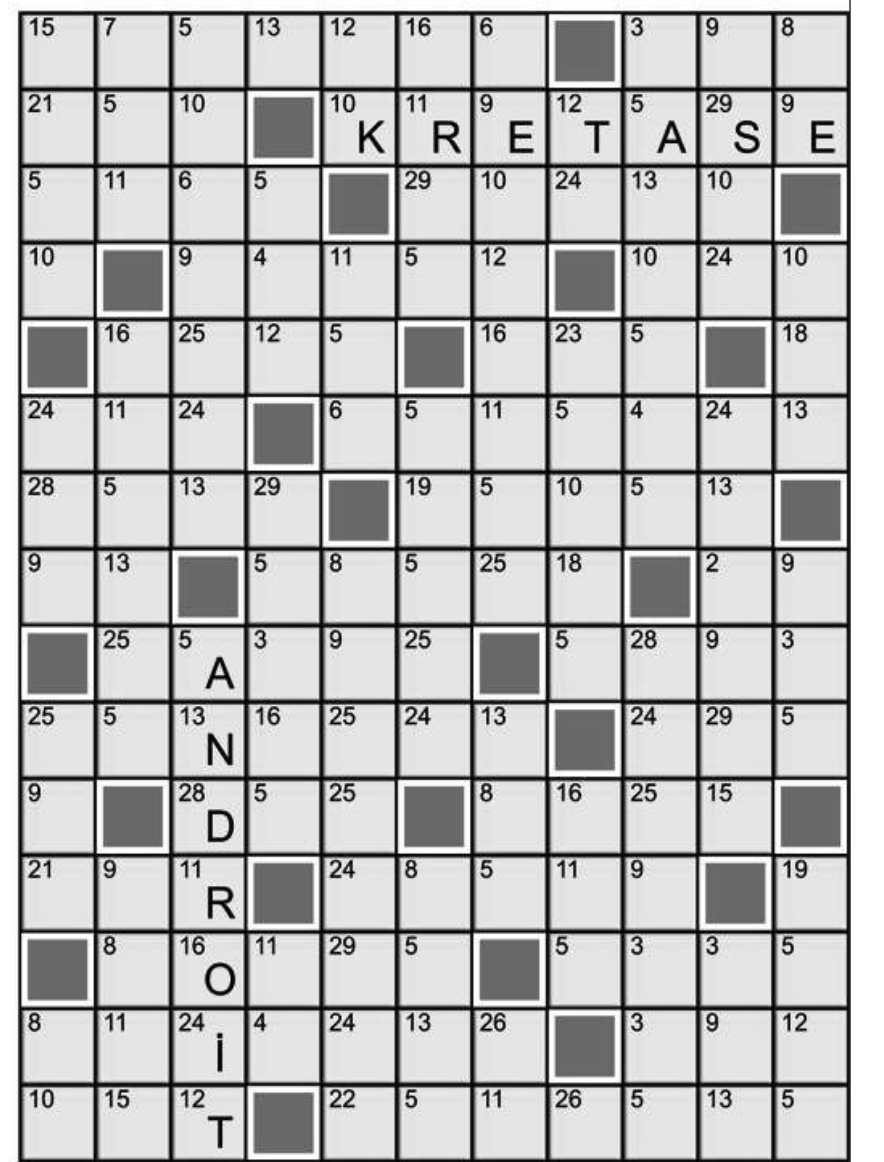 15 7 5 13 12 16 6 3 9 8
21 5 10 10 K 11 R 9 E 12 T 5 A 29 S 9 E
5 11 6 5 29 10 24 13 10
10 9 4 11 5 12 10 24 10
16 25 12 5 16 23 5 18
24 11 24 6 5 11 5 4 24 13
28 5 13 29 19 5 10 5 13
9 13 5 8 5 25 18 2 9
25 5 A 3 9 25 5 28 9 3
25 5 13 N 16 25 24 13 24 29 5
9 28 D 5 25 8 16 25 15
21 9 11 R 24 8 5 11 9 19
8 16 O 11 29 5 5 3 3 5
8 11 24 İ 4 24 13 26 3 9 12
10 15 12 T 22 5 11 26 5 13 5